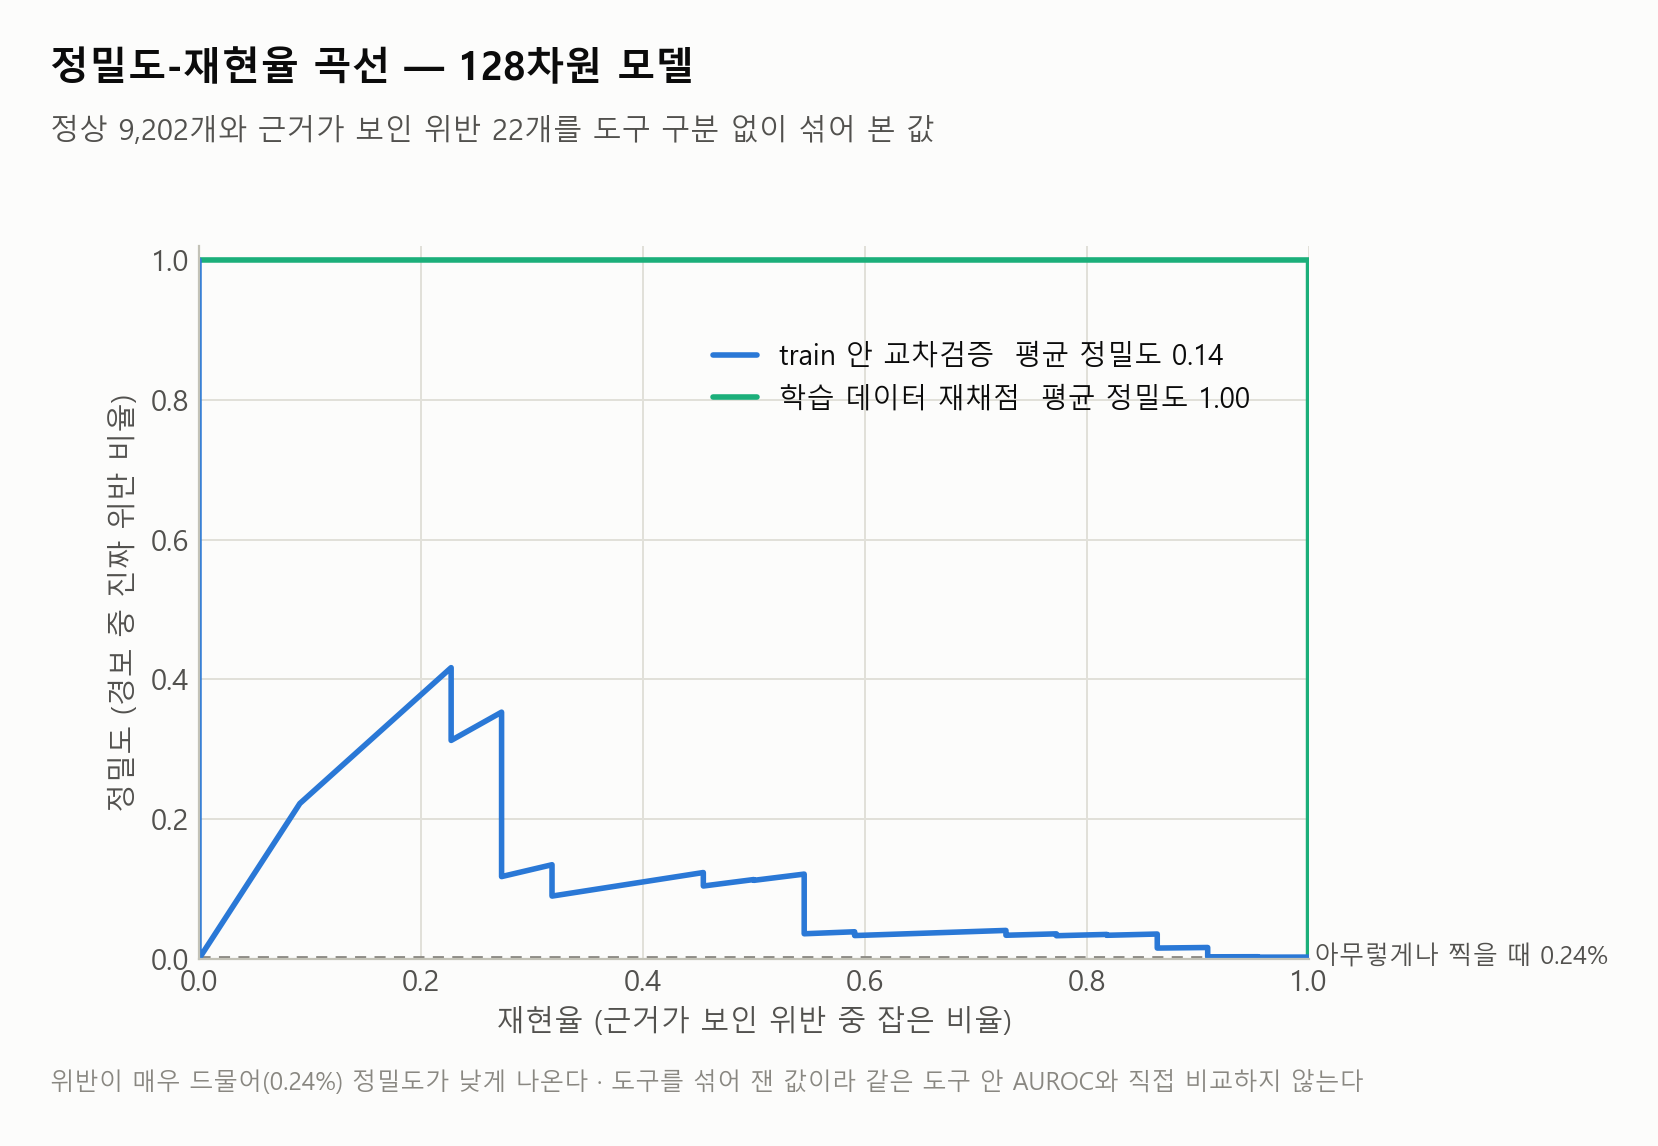 정밀도-재현율 곡선 — 128차원 모델
정상 9,202개와 근거가 보인 위반 22개를 도구 구분 없이 섞어 본 값
train 안 교차검증  평균 정밀도 0.14
학습 데이터 재채점  평균 정밀도 1.00
정밀도 (경보 중 진짜 위반 비율)
1.0
0.8
0.6
0.4
0.2
0.0
0.0 0.2 0.4 0.6 0.8 1.0
아무렇게나 찍을 때 0.24%
재현율 (근거가 보인 위반 중 잡은 비율)
위반이 매우 드물어(0.24%) 정밀도가 낮게 나온다 · 도구를 섞어 잰 값이라 같은 도구 안 AUROC와 직접 비교하지 않는다